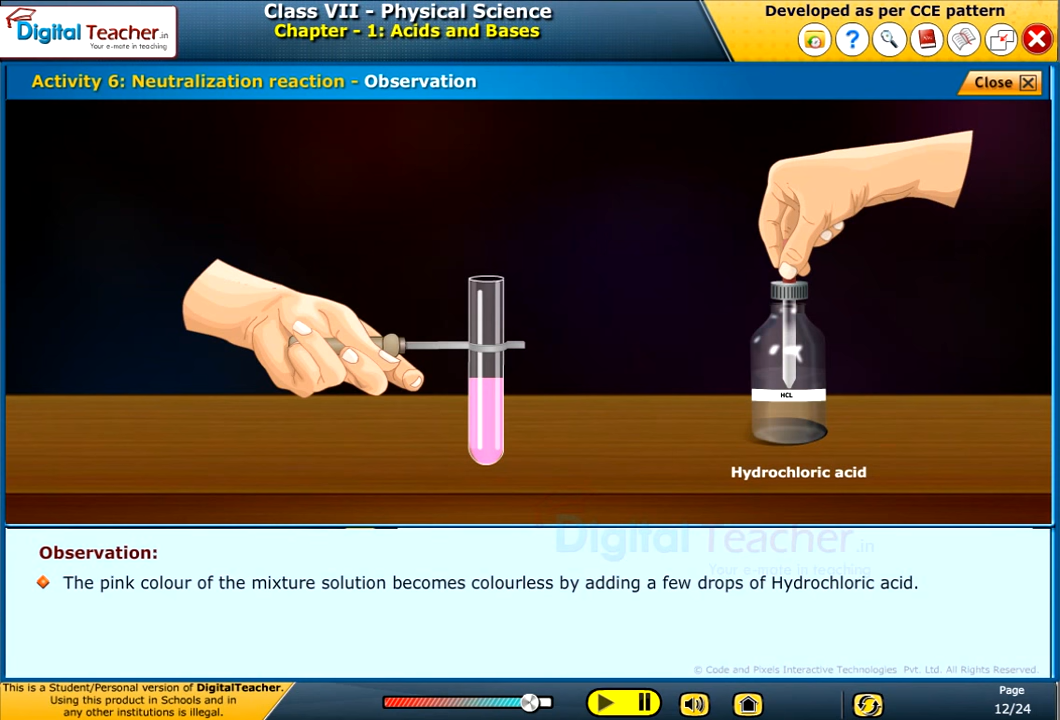 Digital Teacher.in
Your e-mate in teaching
Class VII - Physical Science
Chapter - 1: Acids and Bases
Developed as per CCE pattern
?
Activity 6: Neutralization reaction - Observation
Close
HCL
Hydrochloric acid
Digital Teacher.in
Your e-mate in teaching
Observation:
The pink colour of the mixture solution becomes colourless by adding a few drops of Hydrochloric acid.
© Code and Pixels Interactive Technologies. Pvt. Ltd. All Rights Reserved.
This is a Student/Personal version of DigitalTeacher.
Using this product in Schools and in
any other institutions is illegal.
Page
12/24